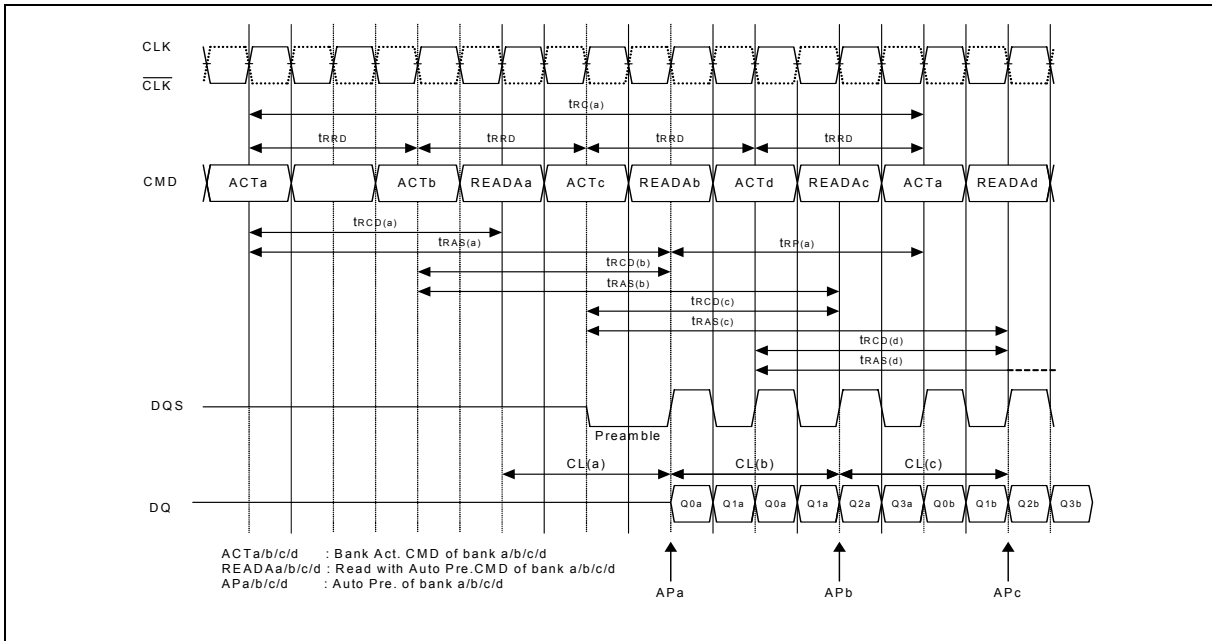 CLK
CLK
tRC(a)
tRRD tRRD tRRD tRRD
CMD ACTa ACTb READAa ACTc READAb ACTd READAc ACTa READAd
tRCD(a)
tRAS(a) tRP(a)
tRCD(b)
tRAS(b)
tRCD(c)
tRAS(c)
tRCD(d)
tRAS(d)
DQS
Preamble
CL(a) CL(b) CL(c)
DQ Q0a Q1a Q0a Q1a Q2a Q3a Q0b Q1b Q2b Q3b
ACTa/b/c/d : Bank Act. CMD of bank a/b/c/d
READAa/b/c/d : Read with Auto Pre.CMD of bank a/b/c/d
APa/b/c/d : Auto Pre. of bank a/b/c/d
APa APb APc